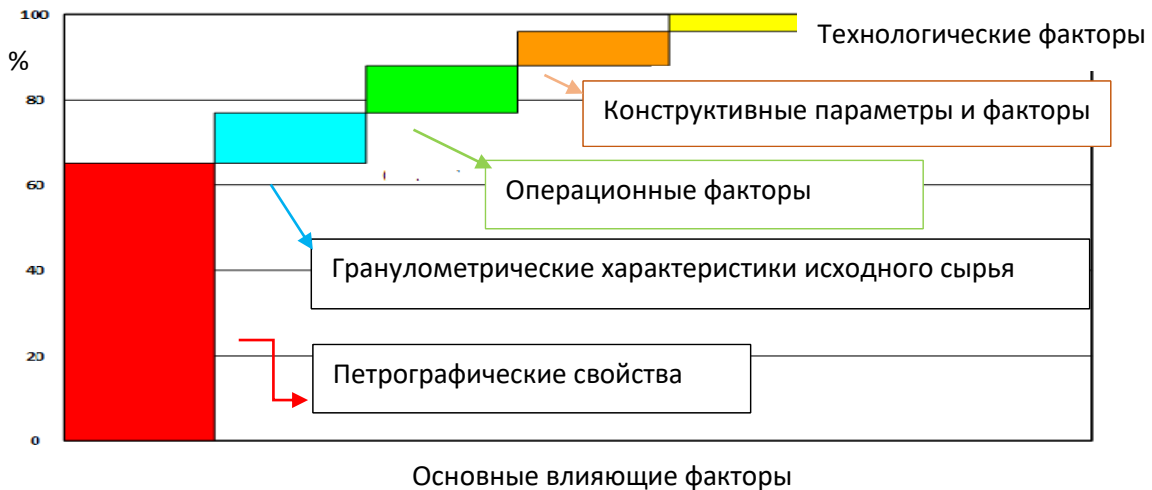 100
%
Технологические факторы
80
Конструктивные параметры и факторы
60
Операционные факторы
40
Гранулометрические характеристики исходного сырья
20
Петрографические свойства
0
Основные влияющие факторы